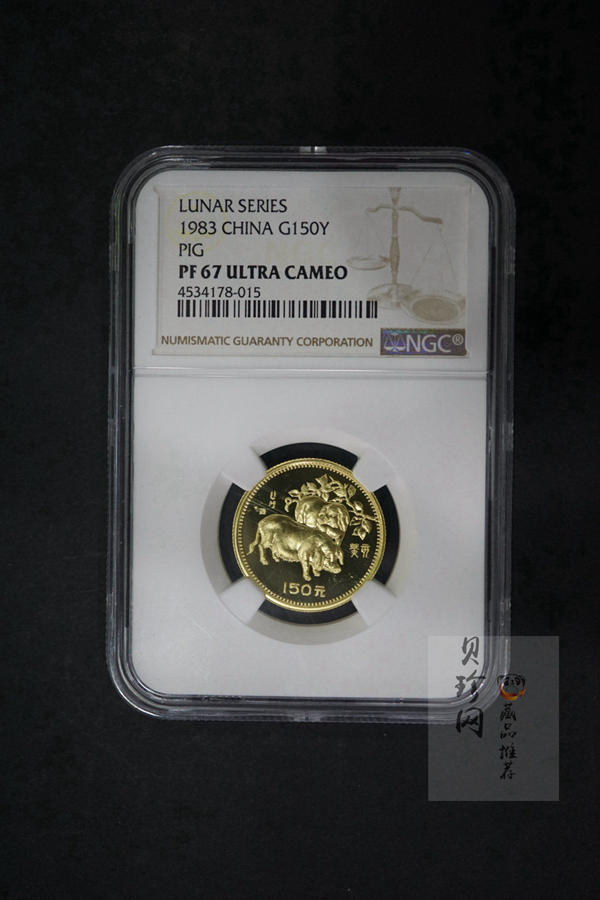 LUNAR SERIES
1983 CHINA G150Y
PIG
PF 67 ULTRA CAMEO
4534178-015
NUMISMATIC GUARANTY CORPORATION
NGC®
癸亥
150元
贝珍网
藏品推荐